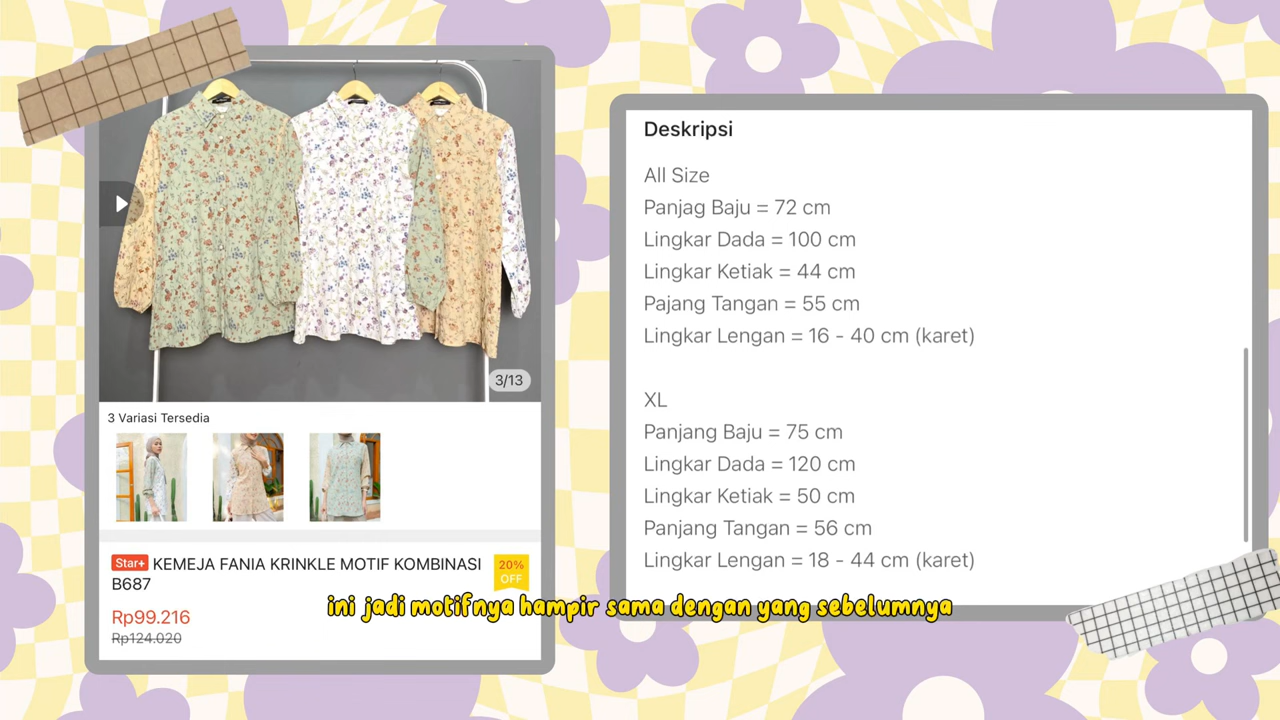 3/13
3 Variasi Tersedia
Star+ KEMEJA FANIA KRINKLE MOTIF KOMBINASI
B687
20%
OFF
Rp99.216
Rp124.020
Deskripsi
All Size
Panjag Baju = 72 cm
Lingkar Dada = 100 cm
Lingkar Ketiak = 44 cm
Pajang Tangan = 55 cm
Lingkar Lengan = 16 - 40 cm (karet)
XL
Panjang Baju = 75 cm
Lingkar Dada = 120 cm
Lingkar Ketiak = 50 cm
Panjang Tangan = 56 cm
Lingkar Lengan = 18 - 44 cm (karet)
ini jadi motifnya hampir sama dengan yang sebelumnya